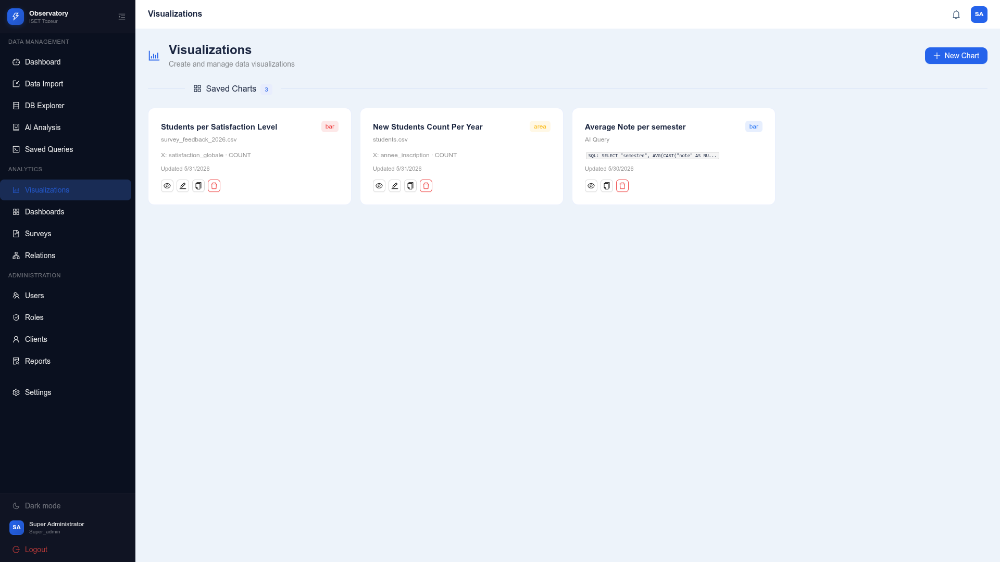 Observatory
ISET Tozeur
DATA MANAGEMENT
Dashboard
Data Import
DB Explorer
AI Analysis
Saved Queries
ANALYTICS
Visualizations
Dashboards
Surveys
Relations
ADMINISTRATION
Users
Roles
Clients
Reports
Settings
Dark mode
SA
Super Administrator
Super_admin
Logout
Visualizations
SA
Visualizations
Create and manage data visualizations
New Chart
Saved Charts 3
Students per Satisfaction Level bar
survey_feedback_2026.csv
X: satisfaction_globale · COUNT
Updated 5/31/2026
New Students Count Per Year area
students.csv
X: annee_inscription · COUNT
Updated 5/31/2026
Average Note per semester bar
AI Query
SQL: SELECT "semestre", AVG(CAST("note" AS NU...
Updated 5/30/2026